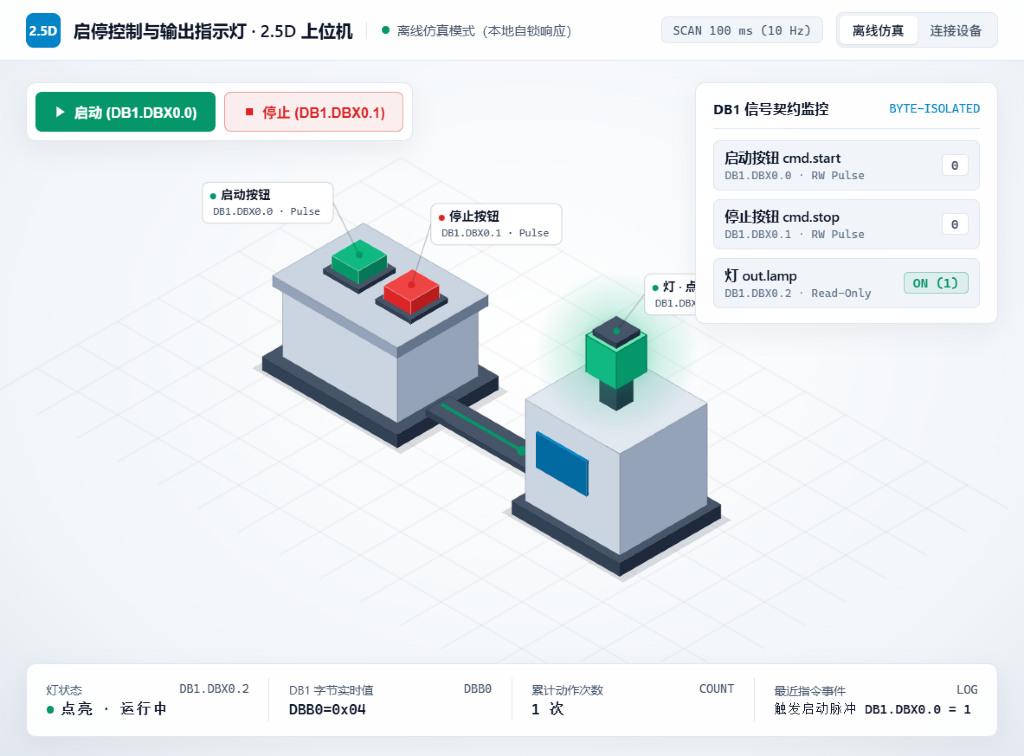 2.5D 启停控制与输出指示灯 · 2.5D 上位机
离线仿真模式（本地自锁响应）
SCAN 100 ms (10 Hz)
离线仿真 连接设备
启动 (DB1.DBX0.0)
停止 (DB1.DBX0.1)
DB1 信号契约监控 BYTE-ISOLATED
启动按钮 cmd.start
DB1.DBX0.0 · RW Pulse
0
停止按钮 cmd.stop
DB1.DBX0.1 · RW Pulse
0
灯 out.lamp
DB1.DBX0.2 · Read-Only
ON (1)
启动按钮
DB1.DBX0.0 · Pulse
停止按钮
DB1.DBX0.1 · Pulse
灯 · 点
DB1.DBX
灯状态 DB1.DBX0.2
点亮 · 运行中
DB1 字节实时值 DBB0
DBB0=0x04
累计动作次数 COUNT
1 次
最近指令事件 LOG
触发启动脉冲 DB1.DBX0.0 = 1